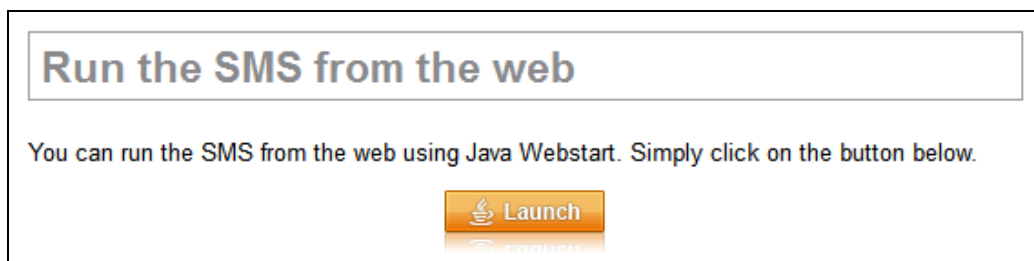 Run the SMS from the web
You can run the SMS from the web using Java Webstart. Simply click on the button below.
Launch